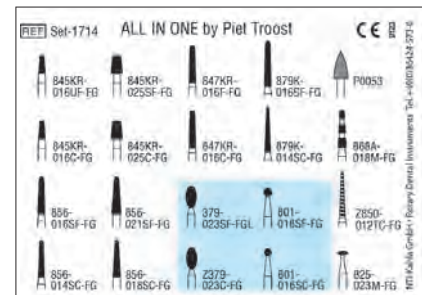 REF Set-1714 ALL IN ONE by Piet Troost CE
845KR-
016UF-FG
845KR-
025SF-FG
847KR-
016F-FG
879K-
016SF-FG
P0053
845KR-
016C-FG
845KR-
025C-FG
847KR-
016C-FG
879K-
014SC-FG
868A-
018M-FG
856-
016SF-FG
856-
021SF-FG
379-
023SF-FGL
801-
016SF-FG
Z850-
012TC-FG
856-
014SC-FG
856-
018SC-FG
Z379-
023C-FG
801-
016SC-FG
825-
023M-FG
NTI-Kahla GmbH • Rotary Dental Instruments